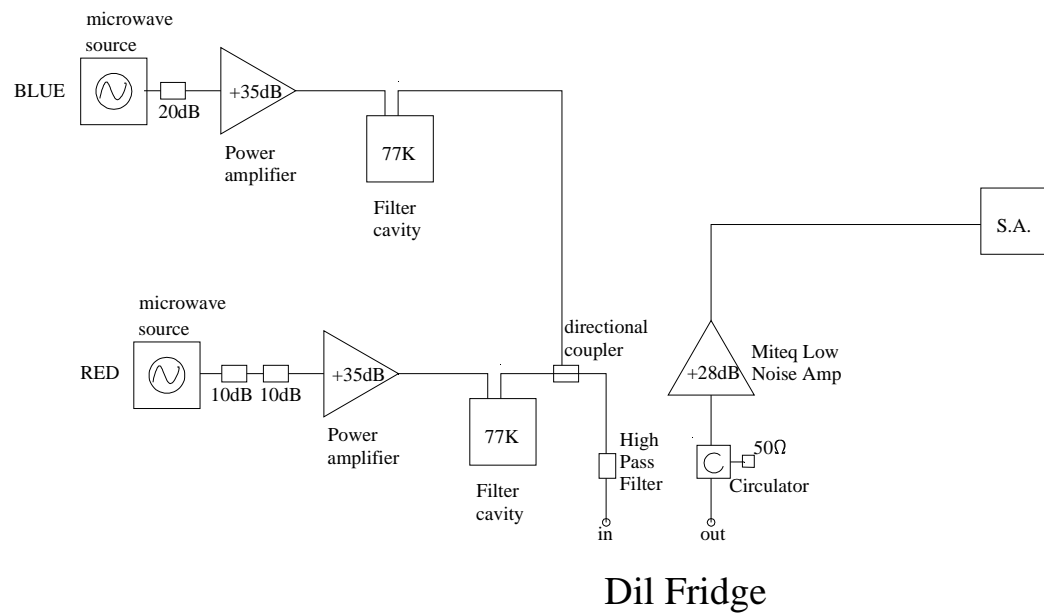 microwave
source
BLUE
20dB
+35dB
Power
amplifier
77K
Filter
cavity
S.A.
microwave
source
RED
10dB
10dB
+35dB
Power
amplifier
77K
Filter
cavity
directional
coupler
High
Pass
Filter
in
+28dB
Miteq Low
Noise Amp
50Ω
Circulator
out
Dil Fridge